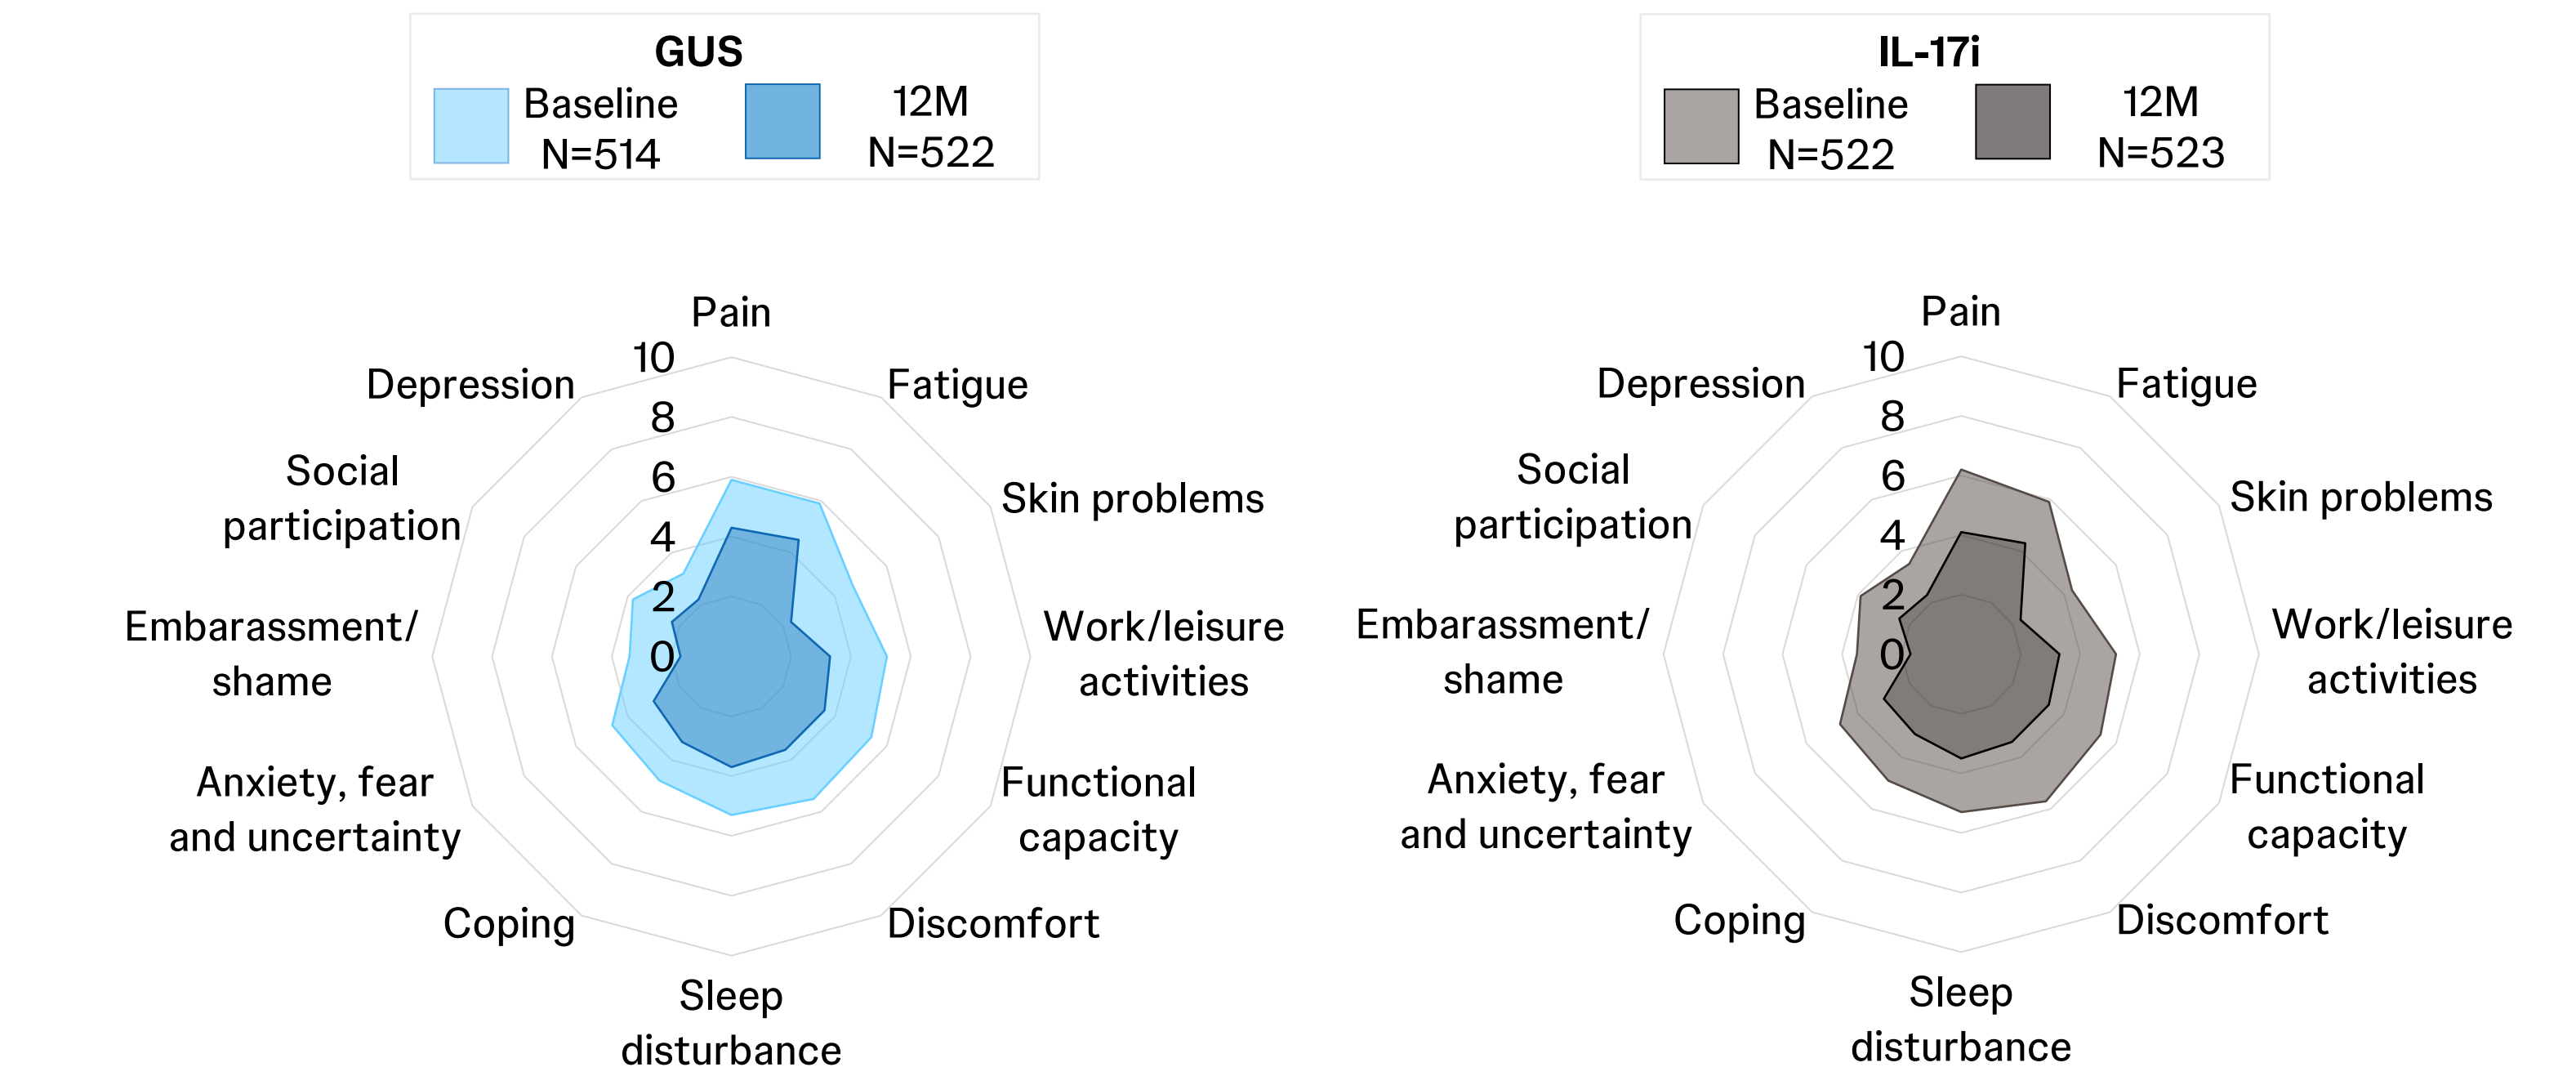 GUS
Baseline
N=514
12M
N=522
Pain
Fatigue
Skin problems
Work/leisure
activities
Functional
capacity
Discomfort
Sleep
disturbance
Coping
Anxiety, fear
and uncertainty
Embarassment/
shame
Social
participation
Depression
10
8
6
4
2
0
IL-17i
Baseline
N=522
12M
N=523
Pain
Fatigue
Skin problems
Work/leisure
activities
Functional
capacity
Discomfort
Sleep
disturbance
Coping
Anxiety, fear
and uncertainty
Embarassment/
shame
Social
participation
Depression
10
8
6
4
2
0